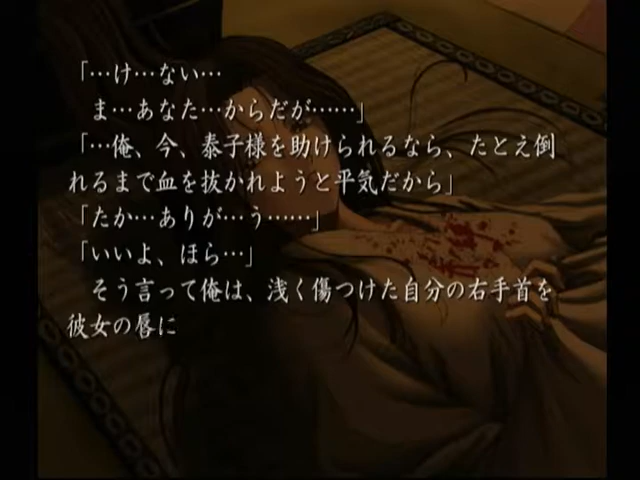 「…け…ない…
ま…あなた…からだが……」
「…俺、今、泰子様を助けられるなら、たとえ倒
れるまで血を抜かれようと平気だから」
「たか…ありが…う……」
「いいよ、ほら…」
そう言って俺は、浅く傷つけた自分の右手首を
彼女の唇に